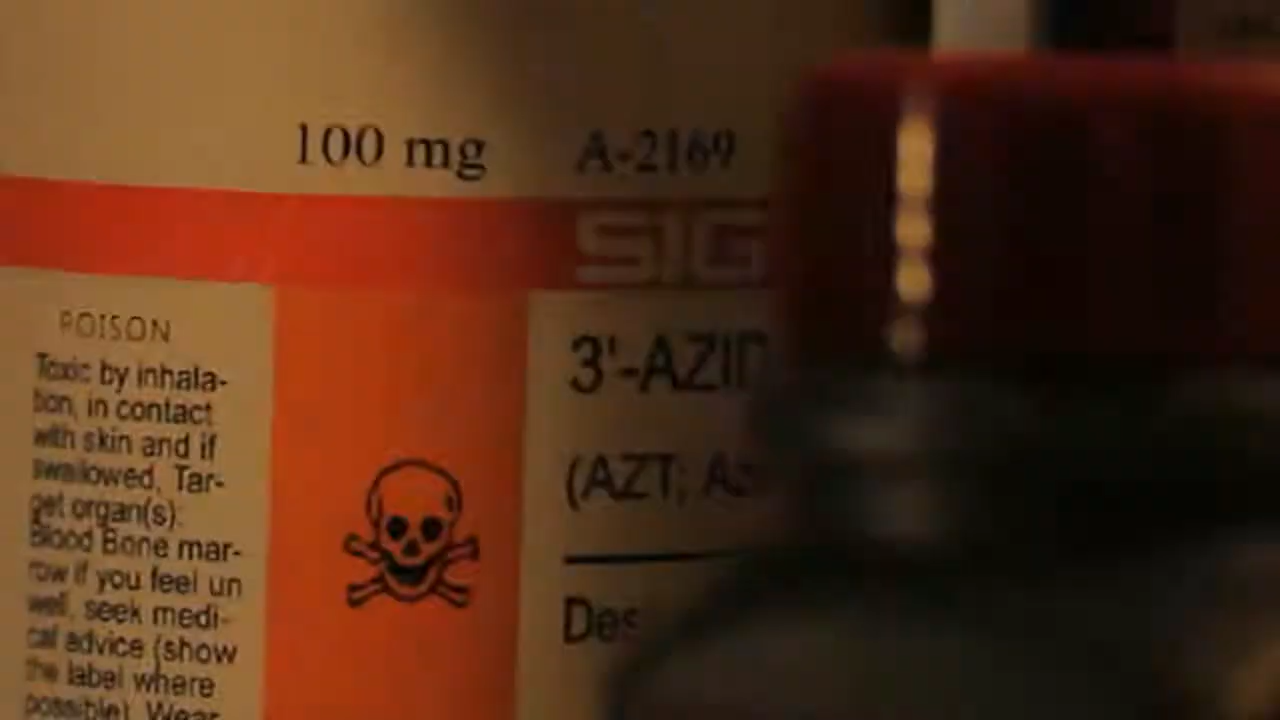 100 mg A-2169
SIG
POISON
Toxic by inhala-
tion, in contact
with skin and if
swallowed, Tar-
get organ(s):
Blood Bone mar-
row if you feel un
well, seek medi-
cal advice (show
the label where
possible). Wear
3'-AZID
(AZT; Az
Des